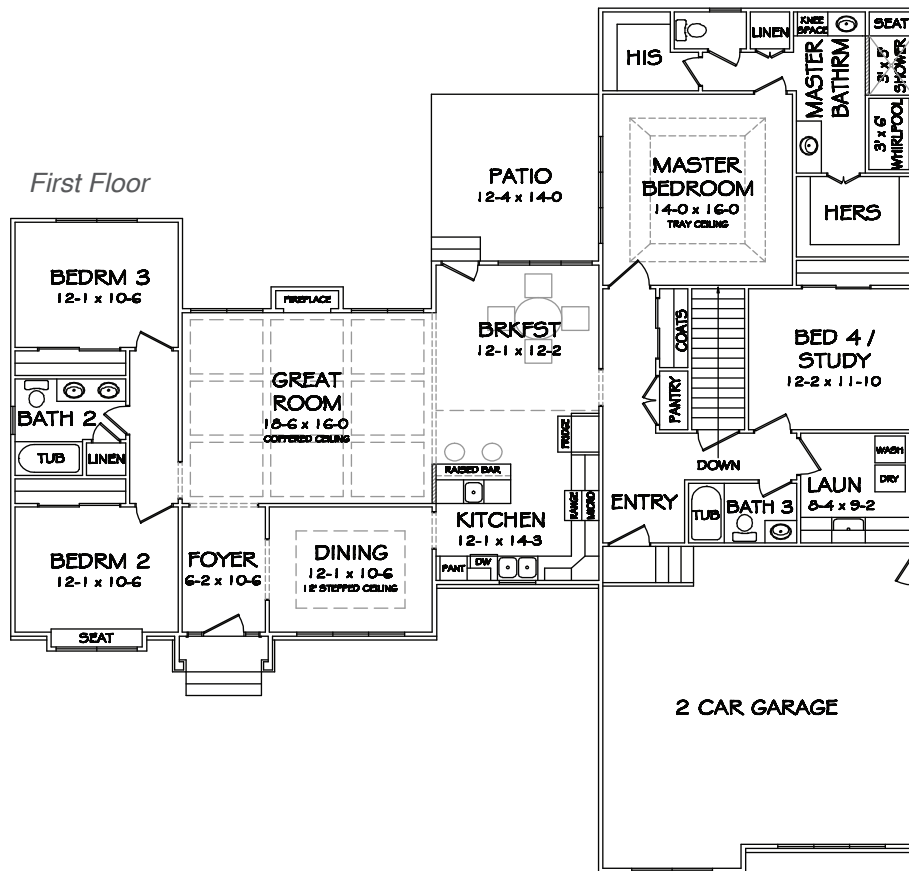 First Floor
HIS
LINEN
KNEE
SPACE
SEAT
MASTER
BATHRM
3' x 5'
SHOWER
3' x 6'
WHIRLPOOL
PATIO
12-4 x 14-0
MASTER
BEDROOM
14-0 x 16-0
TRAY CEILING
HERS
BEDRM 3
12-1 x 10-6
FIREPLACE
BRKFST
12-1 x 12-2
COATS
BED 4 /
STUDY
12-2 x 11-10
GREAT
ROOM
18-6 x 16-0
COFFERED CEILING
BATH 2
TUB
LINEN
PANTRY
FRIDGE
RAISED BAR
DOWN
WASH
DRY
LAUN
8-4 x 9-2
ENTRY
TUB
BATH 3
RANGE
MICRO
KITCHEN
12-1 x 14-3
PANT
DW
BEDRM 2
12-1 x 10-6
FOYER
6-2 x 10-6
DINING
12-1 x 10-6
12' STEPPED CEILING
SEAT
2 CAR GARAGE